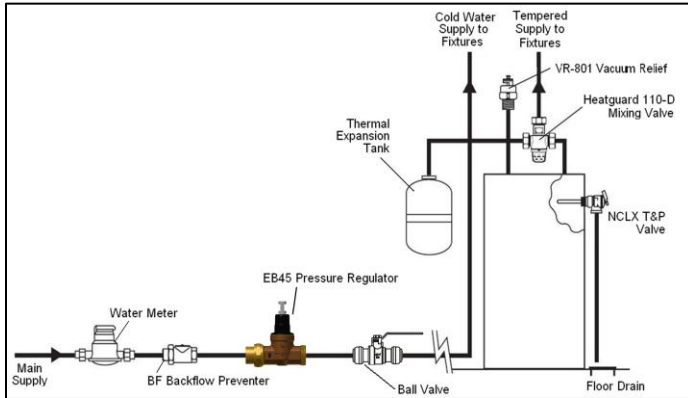 Cold Water
Supply to
Fixtures
Tempered
Supply to
Fixtures
VR-801 Vacuum Relief
Heatguard 110-D
Mixing Valve
Thermal
Expansion
Tank
NCLX T&P
Valve
EB45 Pressure Regulator
Water Meter
Main
Supply
BF Backflow Preventer
Ball Valve
Floor Drain